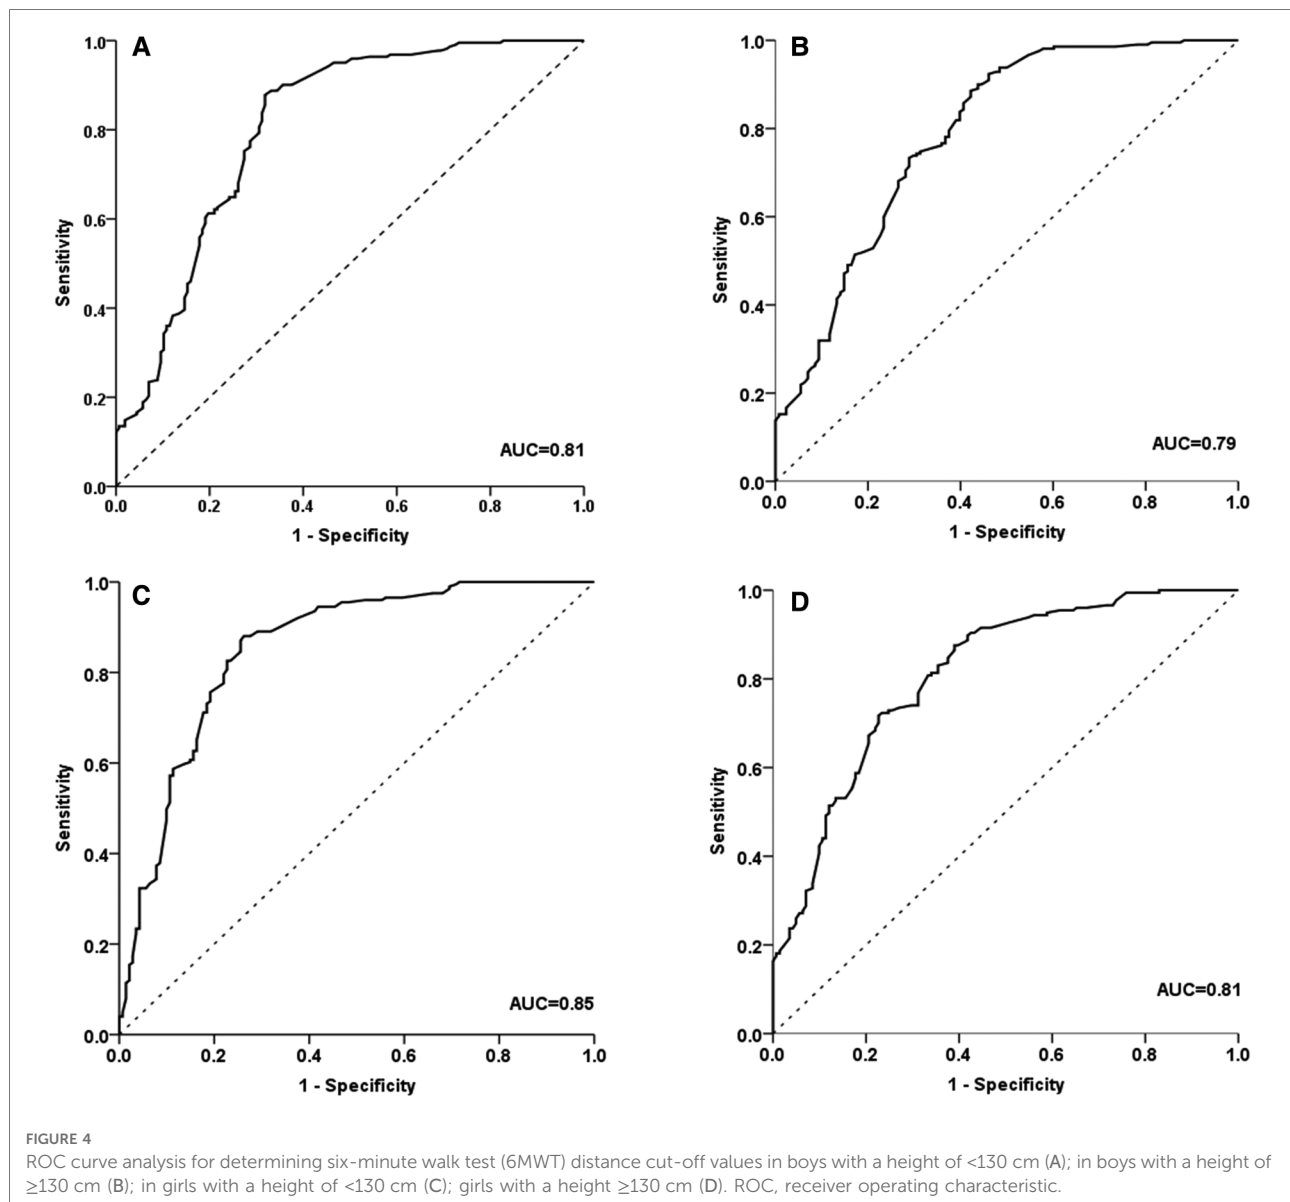 A
1.0
0.8
0.6
0.4
0.2
0.0
Sensitivity
AUC=0.81
0.0 0.2 0.4 0.6 0.8 1.0
1 - Specificity
B
1.0
0.8
0.6
0.4
0.2
0.0
Sensitivity
AUC=0.79
0.0 0.2 0.4 0.6 0.8 1.0
1 - Specificity
C
1.0
0.8
0.6
0.4
0.2
0.0
Sensitivity
AUC=0.85
0.0 0.2 0.4 0.6 0.8 1.0
1 - Specificity
D
1.0
0.8
0.6
0.4
0.2
0.0
Sensitivity
AUC=0.81
0.0 0.2 0.4 0.6 0.8 1.0
1 - Specificity
FIGURE 4
ROC curve analysis for determining six-minute walk test (6MWT) distance cut-off values in boys with a height of <130 cm (A); in boys with a height of
≥130 cm (B); in girls with a height of <130 cm (C); girls with a height ≥130 cm (D). ROC, receiver operating characteristic.